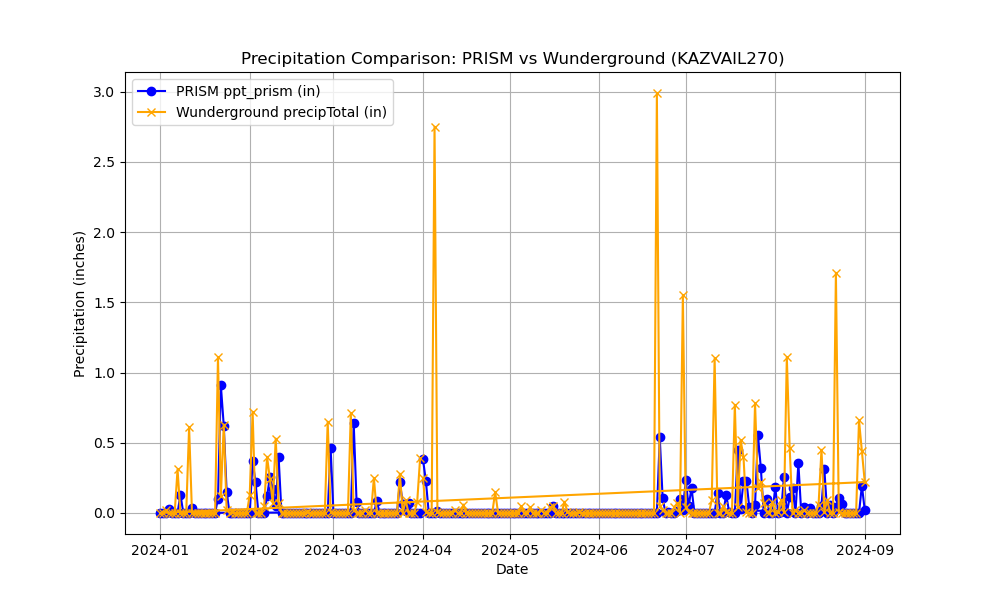 Precipitation Comparison: PRISM vs Wunderground (KAZVAIL270)
PRISM ppt_prism (in)
Wunderground precipTotal (in)
Precipitation (inches)
3.0
2.5
2.0
1.5
1.0
0.5
0.0
2024-01 2024-02 2024-03 2024-04 2024-05 2024-06 2024-07 2024-08 2024-09
Date